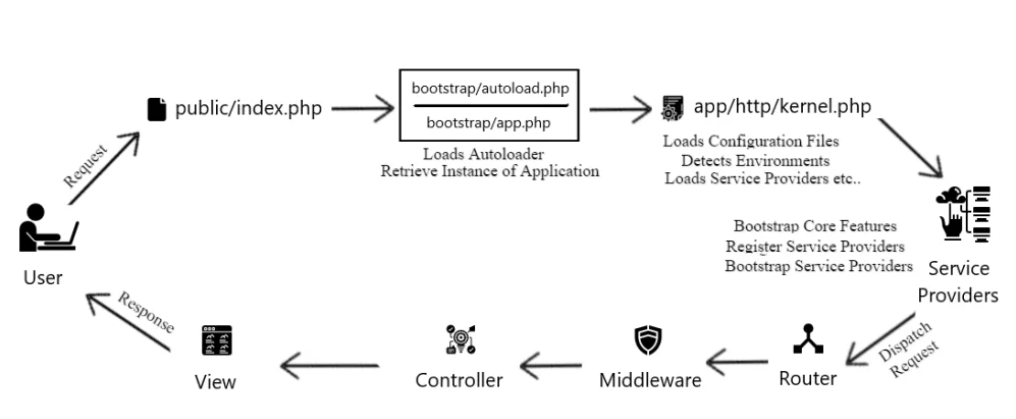 public/index.php
bootstrap/autoload.php
bootstrap/app.php
app/http/kernel.php
Loads Autoloader
Retrieve Instance of Application
Loads Configuration Files
Detects Environments
Loads Service Providers etc..
Request
User
Bootstrap Core Features
Register Service Providers
Bootstrap Service Providers
Service
Providers
Dispatch
Request
Router
Middleware
Controller
View
Response